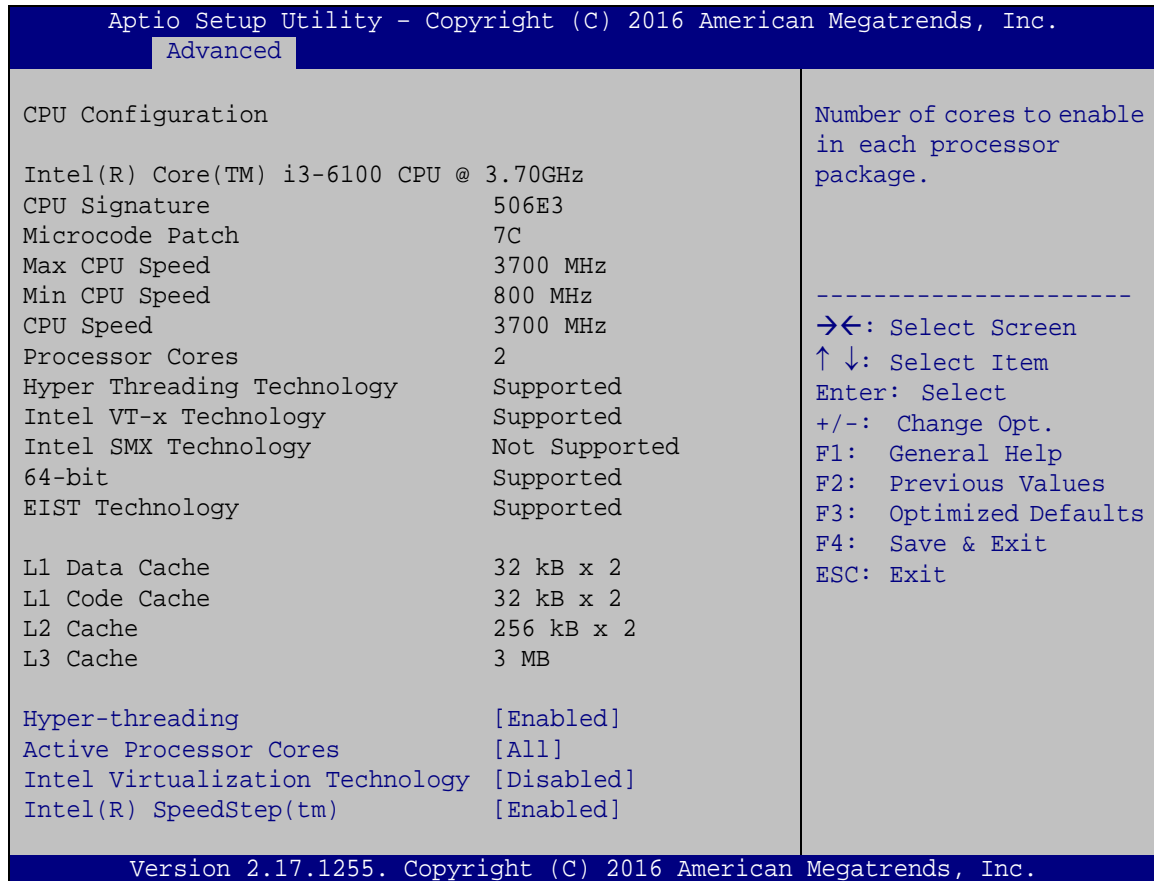 Aptio Setup Utility – Copyright (C) 2016 American Megatrends, Inc.
Advanced
CPU Configuration
Intel(R) Core(TM) i3-6100 CPU @ 3.70GHz
CPU Signature 506E3
Microcode Patch 7C
Max CPU Speed 3700 MHz
Min CPU Speed 800 MHz
CPU Speed 3700 MHz
Processor Cores 2
Hyper Threading Technology Supported
Intel VT-x Technology Supported
Intel SMX Technology Not Supported
64-bit Supported
EIST Technology Supported
L1 Data Cache 32 kB x 2
L1 Code Cache 32 kB x 2
L2 Cache 256 kB x 2
L3 Cache 3 MB
Hyper-threading [Enabled]
Active Processor Cores [All]
Intel Virtualization Technology [Disabled]
Intel(R) SpeedStep(tm) [Enabled]
Number of cores to enable
in each processor
package.
----------------------
→←: Select Screen
↑ ↓: Select Item
Enter: Select
+/-: Change Opt.
F1: General Help
F2: Previous Values
F3: Optimized Defaults
F4: Save & Exit
ESC: Exit
Version 2.17.1255. Copyright (C) 2016 American Megatrends, Inc.